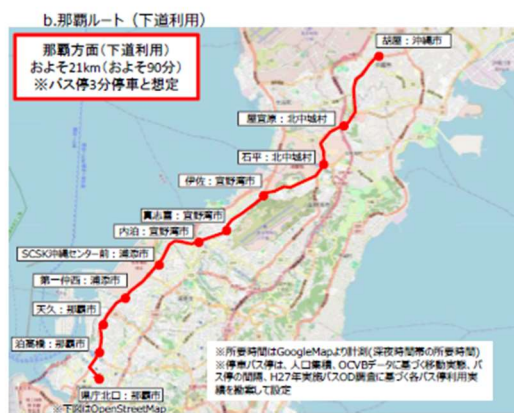 b.那覇ルート（下道利用）
那覇方面（下道利用）
およそ21km（およそ90分）
※バス停3分停車と想定
胡屋：沖縄市
屋宜原：北中城村
石平：北中城村
伊佐：宜野湾市
真志喜：宜野湾市
内泊：宜野湾市
SCSK沖縄センター前：浦添市
第一仲西：浦添市
天久：那覇市
泊高橋：那覇市
県庁北口：那覇市
※下図はOpenStreetMap
※所要時間はGoogleMapより計測(深夜時間帯の所要時間)
※停車バス停は、人口集積、OCVBデータに基づく移動実態、バ
ス停の間隔、H27年実施バスOD調査に基づく各バス停利用実
績を勘案して設定